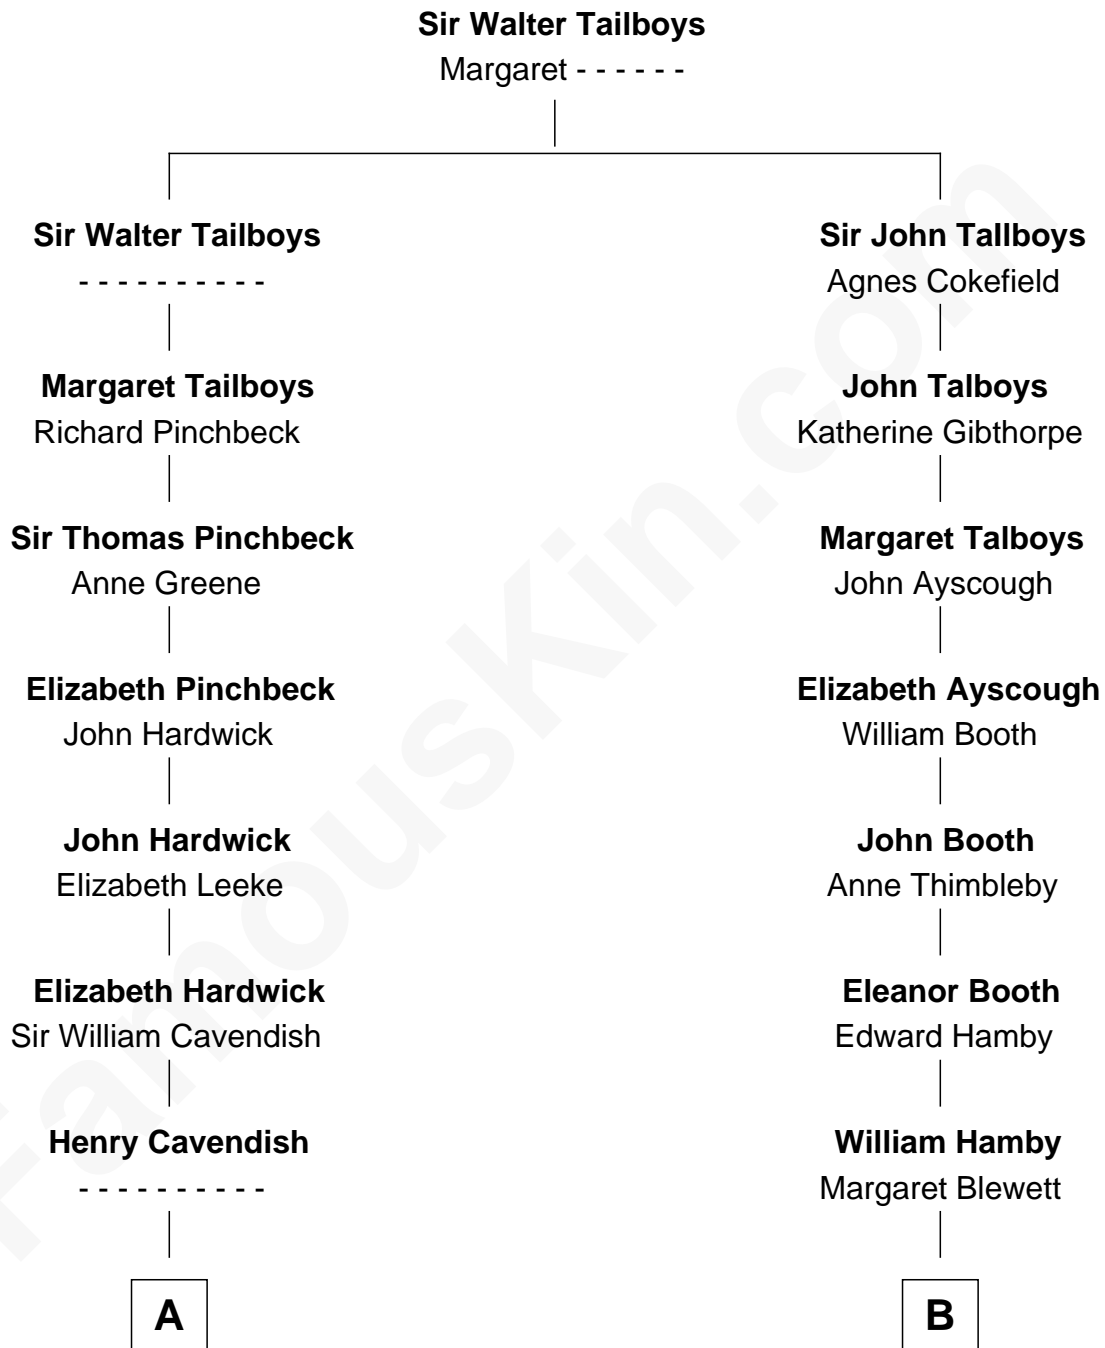 Sir Walter Tailboys
Margaret - - - - - -
Sir Walter Tailboys
- - - - - - - - - -
Margaret Tailboys
Richard Pinchbeck
Sir Thomas Pinchbeck
Anne Greene
Elizabeth Pinchbeck
John Hardwick
John Hardwick
Elizabeth Leeke
Elizabeth Hardwick
Sir William Cavendish
Henry Cavendish
- - - - - - - - - -
A
Sir John Tallboys
Agnes Cokefield
John Talboys
Katherine Gibthorpe
Margaret Talboys
John Ayscough
Elizabeth Ayscough
William Booth
John Booth
Anne Thimbleby
Eleanor Booth
Edward Hamby
William Hamby
Margaret Blewett
B
FamousKin.com